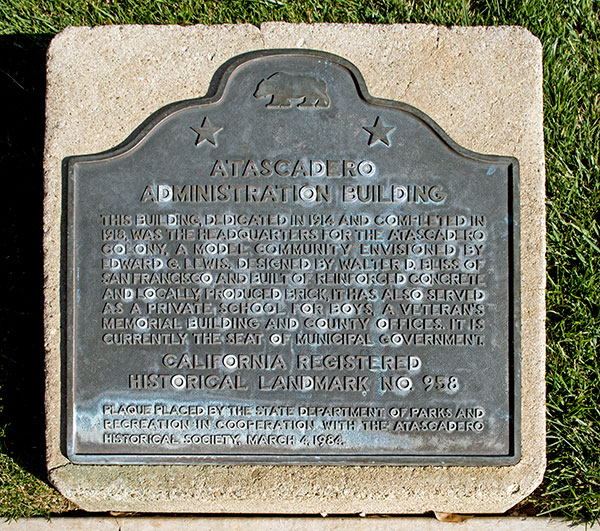 ATASCADERO
ADMINISTRATION BUILDING
THIS BUILDING, DEDICATED IN 1914 AND COMPLETED IN
1918, WAS THE HEADQUARTERS FOR THE ATASCADERO
COLONY, A MODEL COMMUNITY ENVISIONED BY
EDWARD G. LEWIS. DESIGNED BY WALTER D. BLISS OF
SAN FRANCISCO AND BUILT OF REINFORCED CONCRETE
AND LOCALLY PRODUCED BRICK, IT HAS ALSO SERVED
AS A PRIVATE SCHOOL FOR BOYS, A VETERAN'S
MEMORIAL BUILDING AND COUNTY OFFICES. IT IS
CURRENTLY THE SEAT OF MUNICIPAL GOVERNMENT.
CALIFORNIA REGISTERED
HISTORICAL LANDMARK NO. 958
PLAQUE PLACED BY THE STATE DEPARTMENT OF PARKS AND
RECREATION IN COOPERATION WITH THE ATASCADERO
HISTORICAL SOCIETY, MARCH 4, 1984.